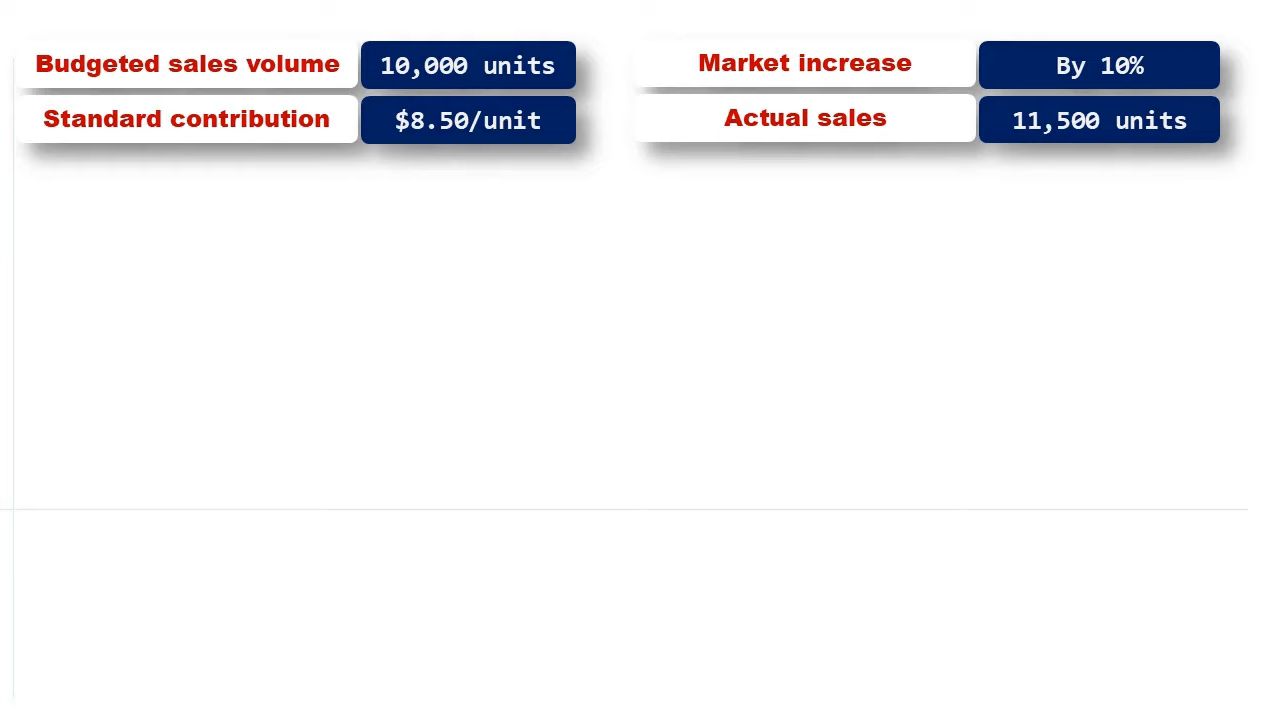 Budgeted sales volume 10,000 units Market increase By 10%
Standard contribution $8.50/unit Actual sales 11,500 units